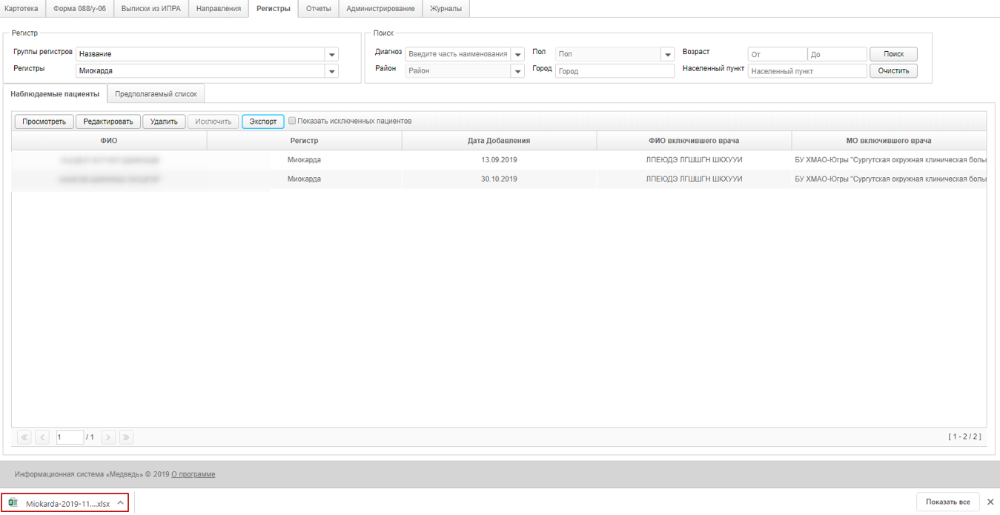 Картотека Форма 088/у-06 Выписки из ИПРА Направления Регистры Отчеты Администрирование Журналы
Регистр
Группы регистров Название
Регистры Миокарда
Поиск
Диагноз Введите часть наименования Пол Пол Возраст От До Поиск
Район Район Город Город Населенный пункт Населенный пункт Очистить
Наблюдаемые пациенты Предполагаемый список
Просмотреть Редактировать Удалить Исключить Экспорт Показать исключенных пациентов
ФИО Регистр Дата Добавления ФИО включившего врача МО включившего врача
Миокарда 13.09.2019 ЛПЕЮДЭ ЛГШШГН ШКХУУИ БУ ХМАО-Югры "Сургутская окружная клиническая боль
Миокарда 30.10.2019 ЛПЕЮДЭ ЛГШШГН ШКХУУИ БУ ХМАО-Югры "Сургутская окружная клиническая боль
1 / 1 [ 1 - 2 / 2 ]
Информационная система «Медведь» © 2019 О программе
Miokarda-2019-11....xlsx Показать все